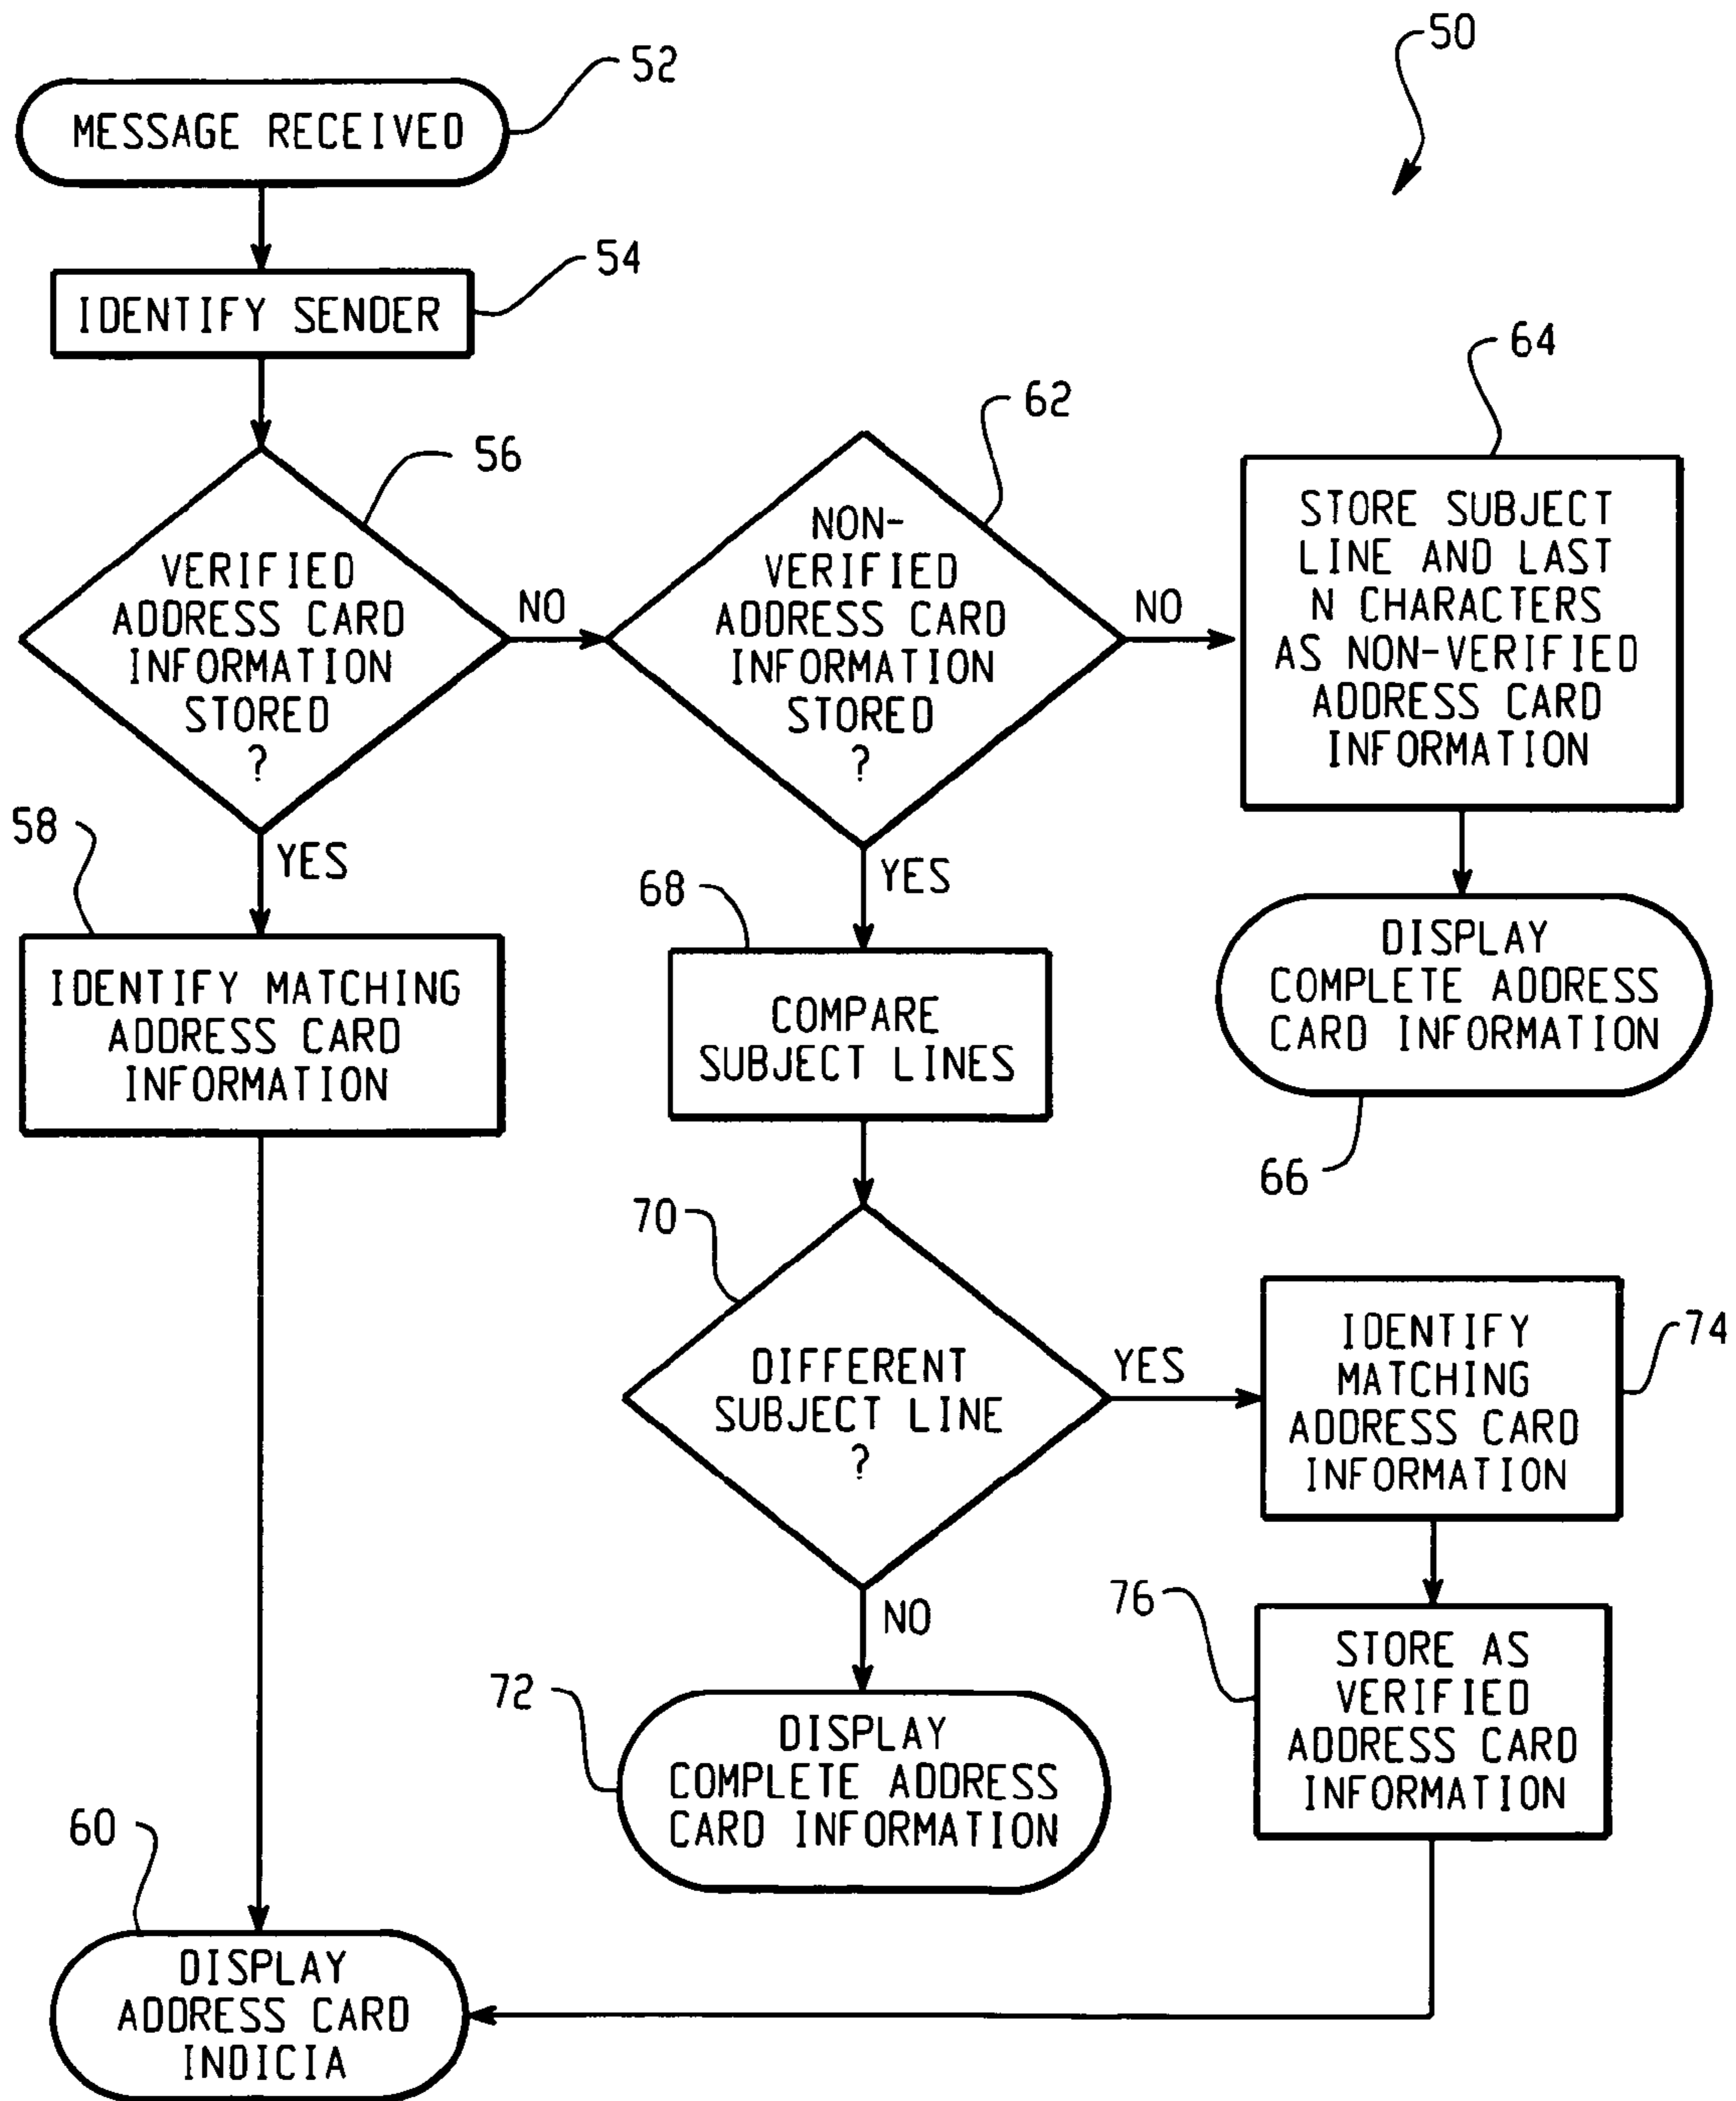 50
52
MESSAGE RECEIVED
54
IDENTIFY SENDER
56
VERIFIED
ADDRESS CARD
INFORMATION
STORED
?
NO
YES
62
NON-
VERIFIED
ADDRESS CARD
INFORMATION
STORED
?
NO
YES
64
STORE SUBJECT
LINE AND LAST
N CHARACTERS
AS NON-VERIFIED
ADDRESS CARD
INFORMATION
DISPLAY
COMPLETE ADDRESS
CARD INFORMATION
66
58
IDENTIFY MATCHING
ADDRESS CARD
INFORMATION
68
COMPARE
SUBJECT LINES
70
DIFFERENT
SUBJECT LINE
?
YES
NO
74
IDENTIFY
MATCHING
ADDRESS CARD
INFORMATION
76
STORE AS
VERIFIED
ADDRESS CARD
INFORMATION
72
DISPLAY
COMPLETE ADDRESS
CARD INFORMATION
60
DISPLAY
ADDRESS CARD
INDICIA